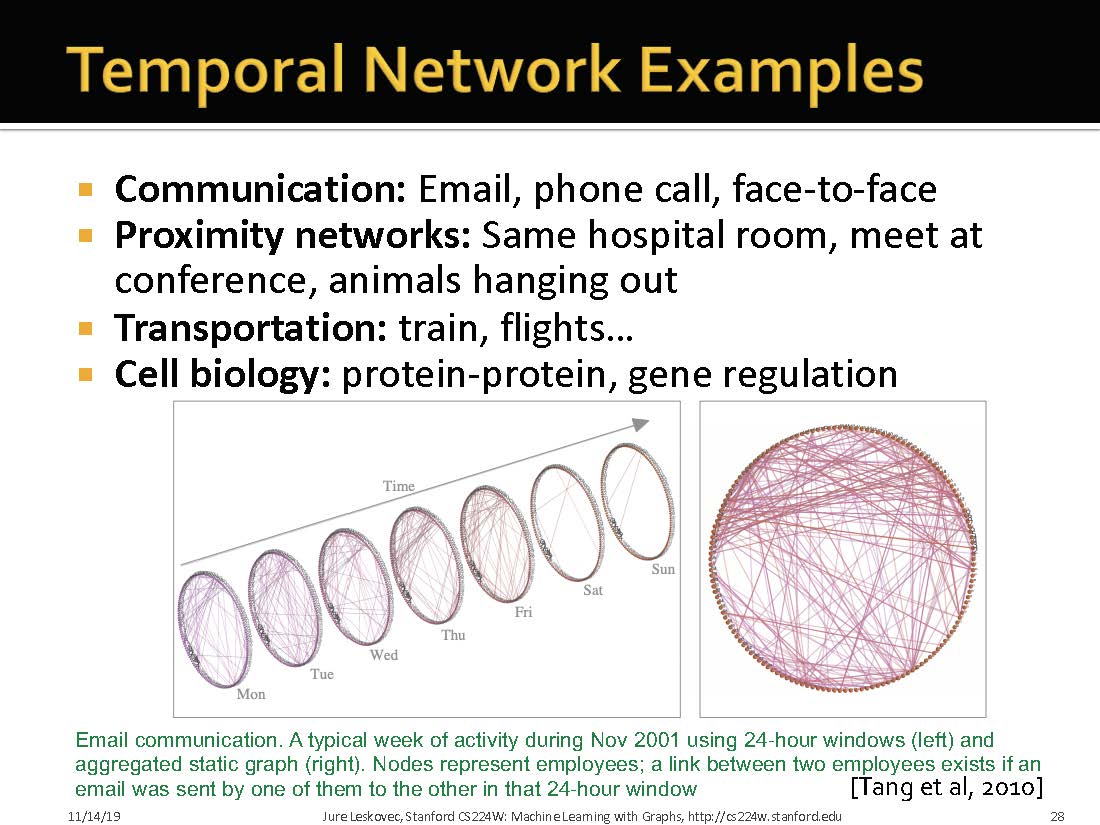 Temporal Network Examples
Communication: Email, phone call, face-to-face
Proximity networks: Same hospital room, meet at
conference, animals hanging out
Transportation: train, flights…
Cell biology: protein-protein, gene regulation
Time
Mon
Tue
Wed
Thu
Fri
Sat
Sun
Email communication. A typical week of activity during Nov 2001 using 24-hour windows (left) and
aggregated static graph (right). Nodes represent employees; a link between two employees exists if an
email was sent by one of them to the other in that 24-hour window
[Tang et al, 2010]
11/14/19
Jure Leskovec, Stanford CS224W: Machine Learning with Graphs, http://cs224w.stanford.edu
28